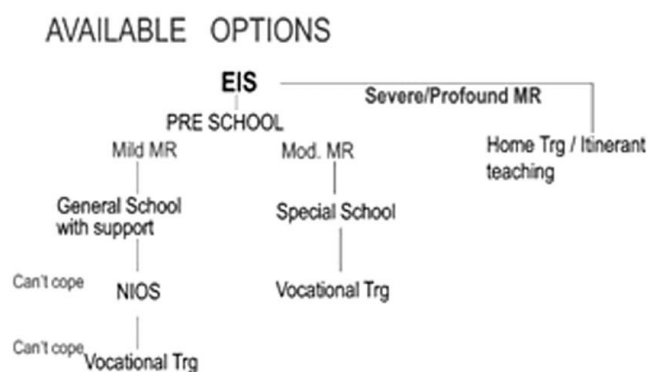 AVAILABLE OPTIONS
EIS
Severe/Profound MR
PRE SCHOOL
Mild MR
Mod. MR
Home Trg / Itinerant
teaching
General School
with support
Special School
Can't cope
NIOS
Vocational Trg
Can't cope
Vocational Trg